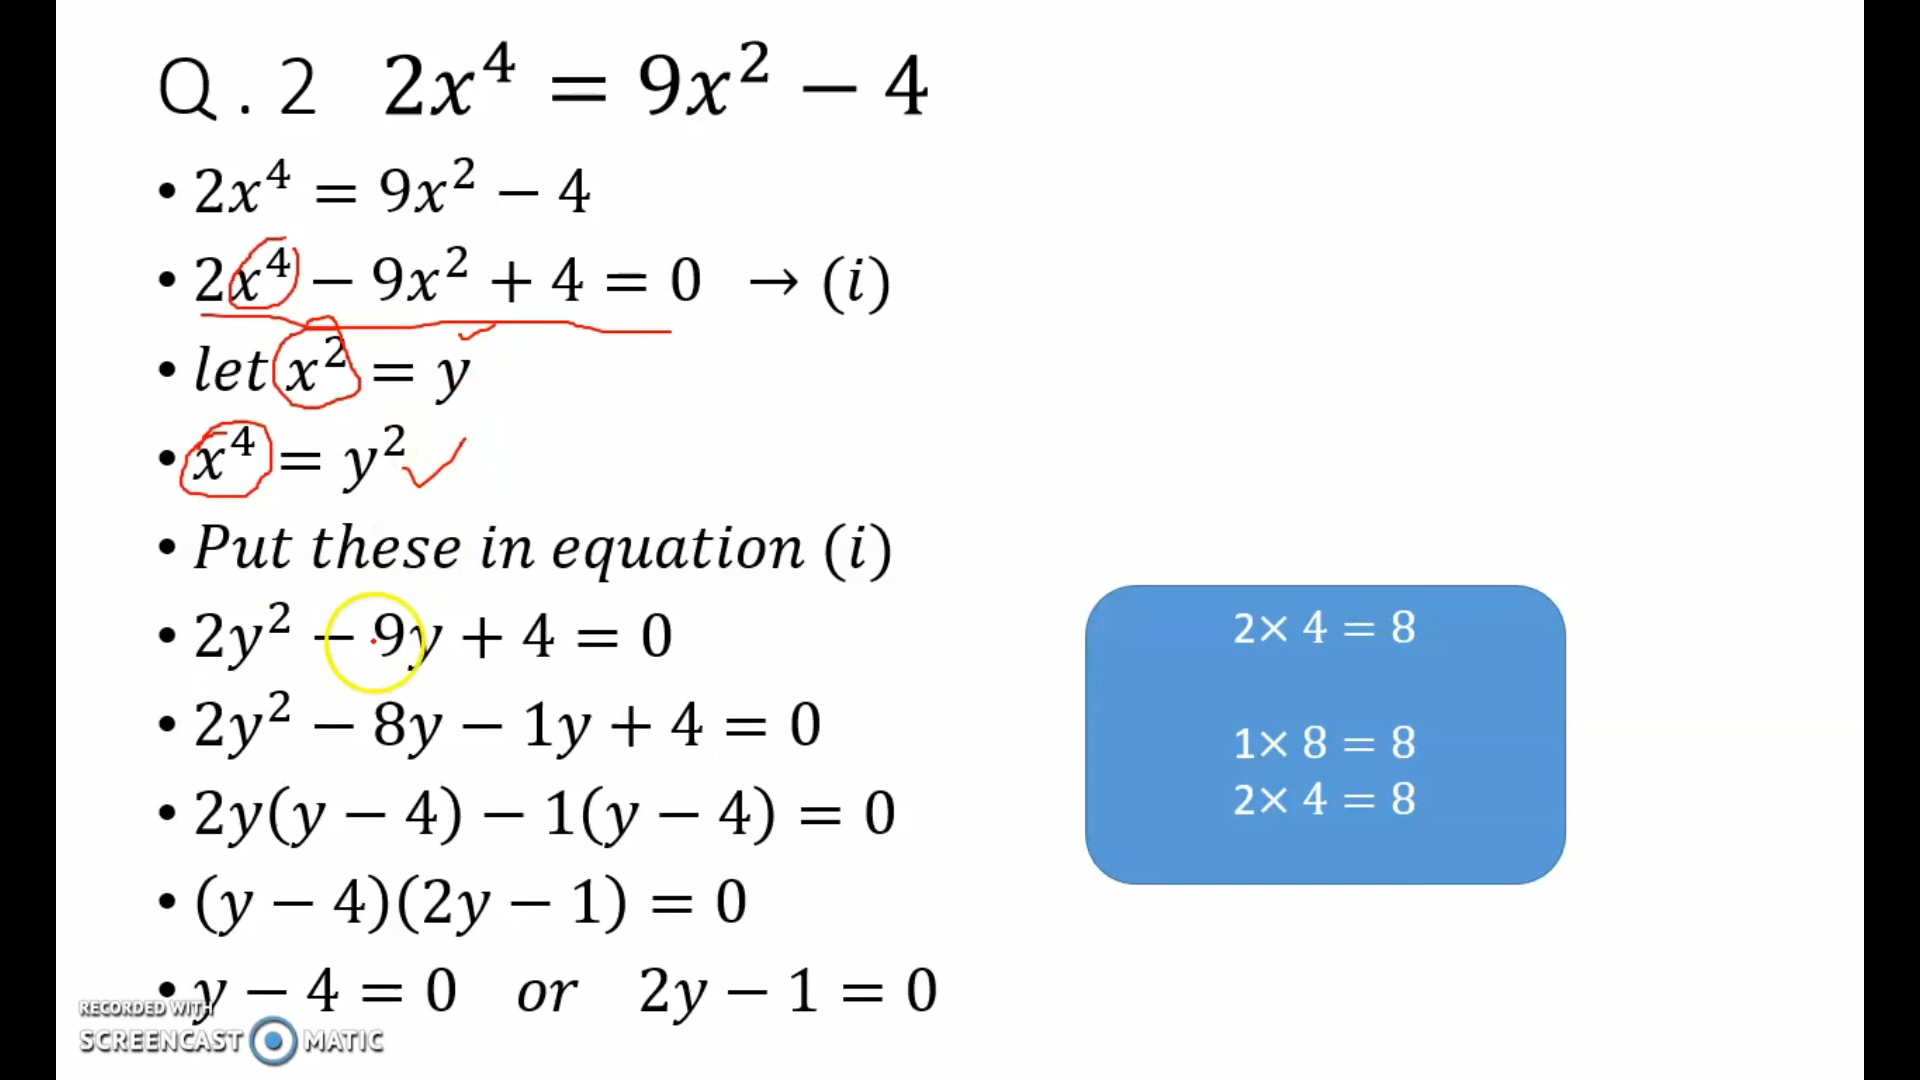 Q . 2 2x⁴ = 9x² − 4
• 2x⁴ = 9x² − 4
• 2x⁴ − 9x² + 4 = 0 → (i)
• let x² = y
• x⁴ = y²
• Put these in equation (i)
• 2y² − 9y + 4 = 0
• 2y² − 8y − 1y + 4 = 0
• 2y(y − 4) − 1(y − 4) = 0
• (y − 4)(2y − 1) = 0
• y − 4 = 0 or 2y − 1 = 0
2× 4 = 8
1× 8 = 8
2× 4 = 8
RECORDED WITH
SCREENCAST MATIC